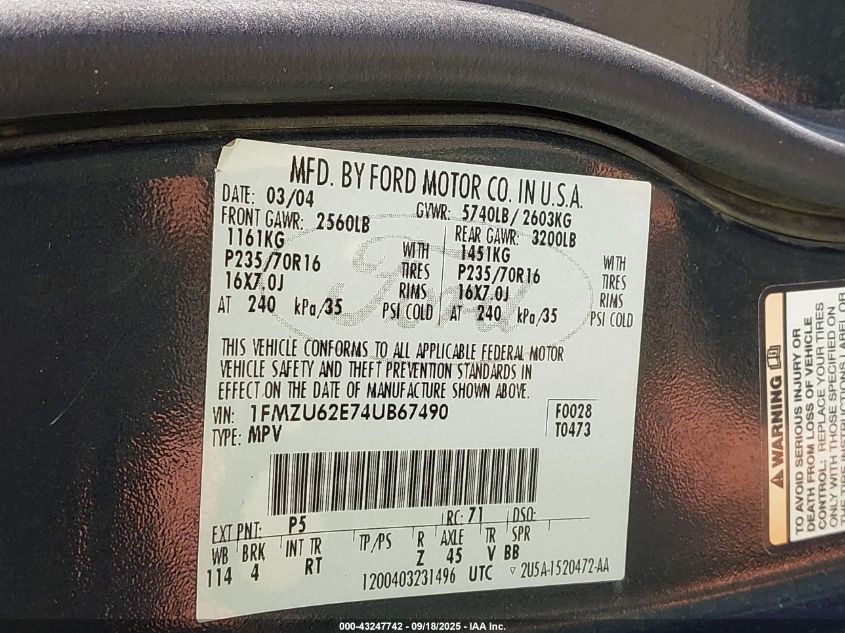 MFD. BY FORD MOTOR CO. IN U.S.A.
DATE: 03/04 GVWR: 5740LB/ 2603KG
FRONT GAWR: 2560LB REAR GAWR: 3200LB
1161KG WITH 1451KG WITH
P235/70R16 TIRES P235/70R16 TIRES
16X7.0J RIMS 16X7.0J RIMS
AT 240 kPa/35 PSI COLD AT 240 kPa/35 PSI COLD
Ford
THIS VEHICLE CONFORMS TO ALL APPLICABLE FEDERAL MOTOR
VEHICLE SAFETY AND THEFT PREVENTION STANDARDS IN
EFFECT ON THE DATE OF MANUFACTURE SHOWN ABOVE.
VIN: 1FMZU62E74UB67490 F0028
TYPE: MPV T0473
EXT PNT: P5 RC: 71 DSO:
WB BRK INT TR TP/PS R AXLE TR SPR
114 4 RT Z 45 V BB
1200403231496 UTC ▽ 2U5A-1520472-AA
WARNING
TO AVOID SERIOUS INJURY OR
DEATH FROM LOSS OF VEHICLE
CONTROL: REPLACE YOUR TIRES
ONLY WITH THOSE SPECIFIED ON
THE TIRE INSTRUCTIONS LABEL OR
000-43247742 - 09/18/2025 - IAA Inc.